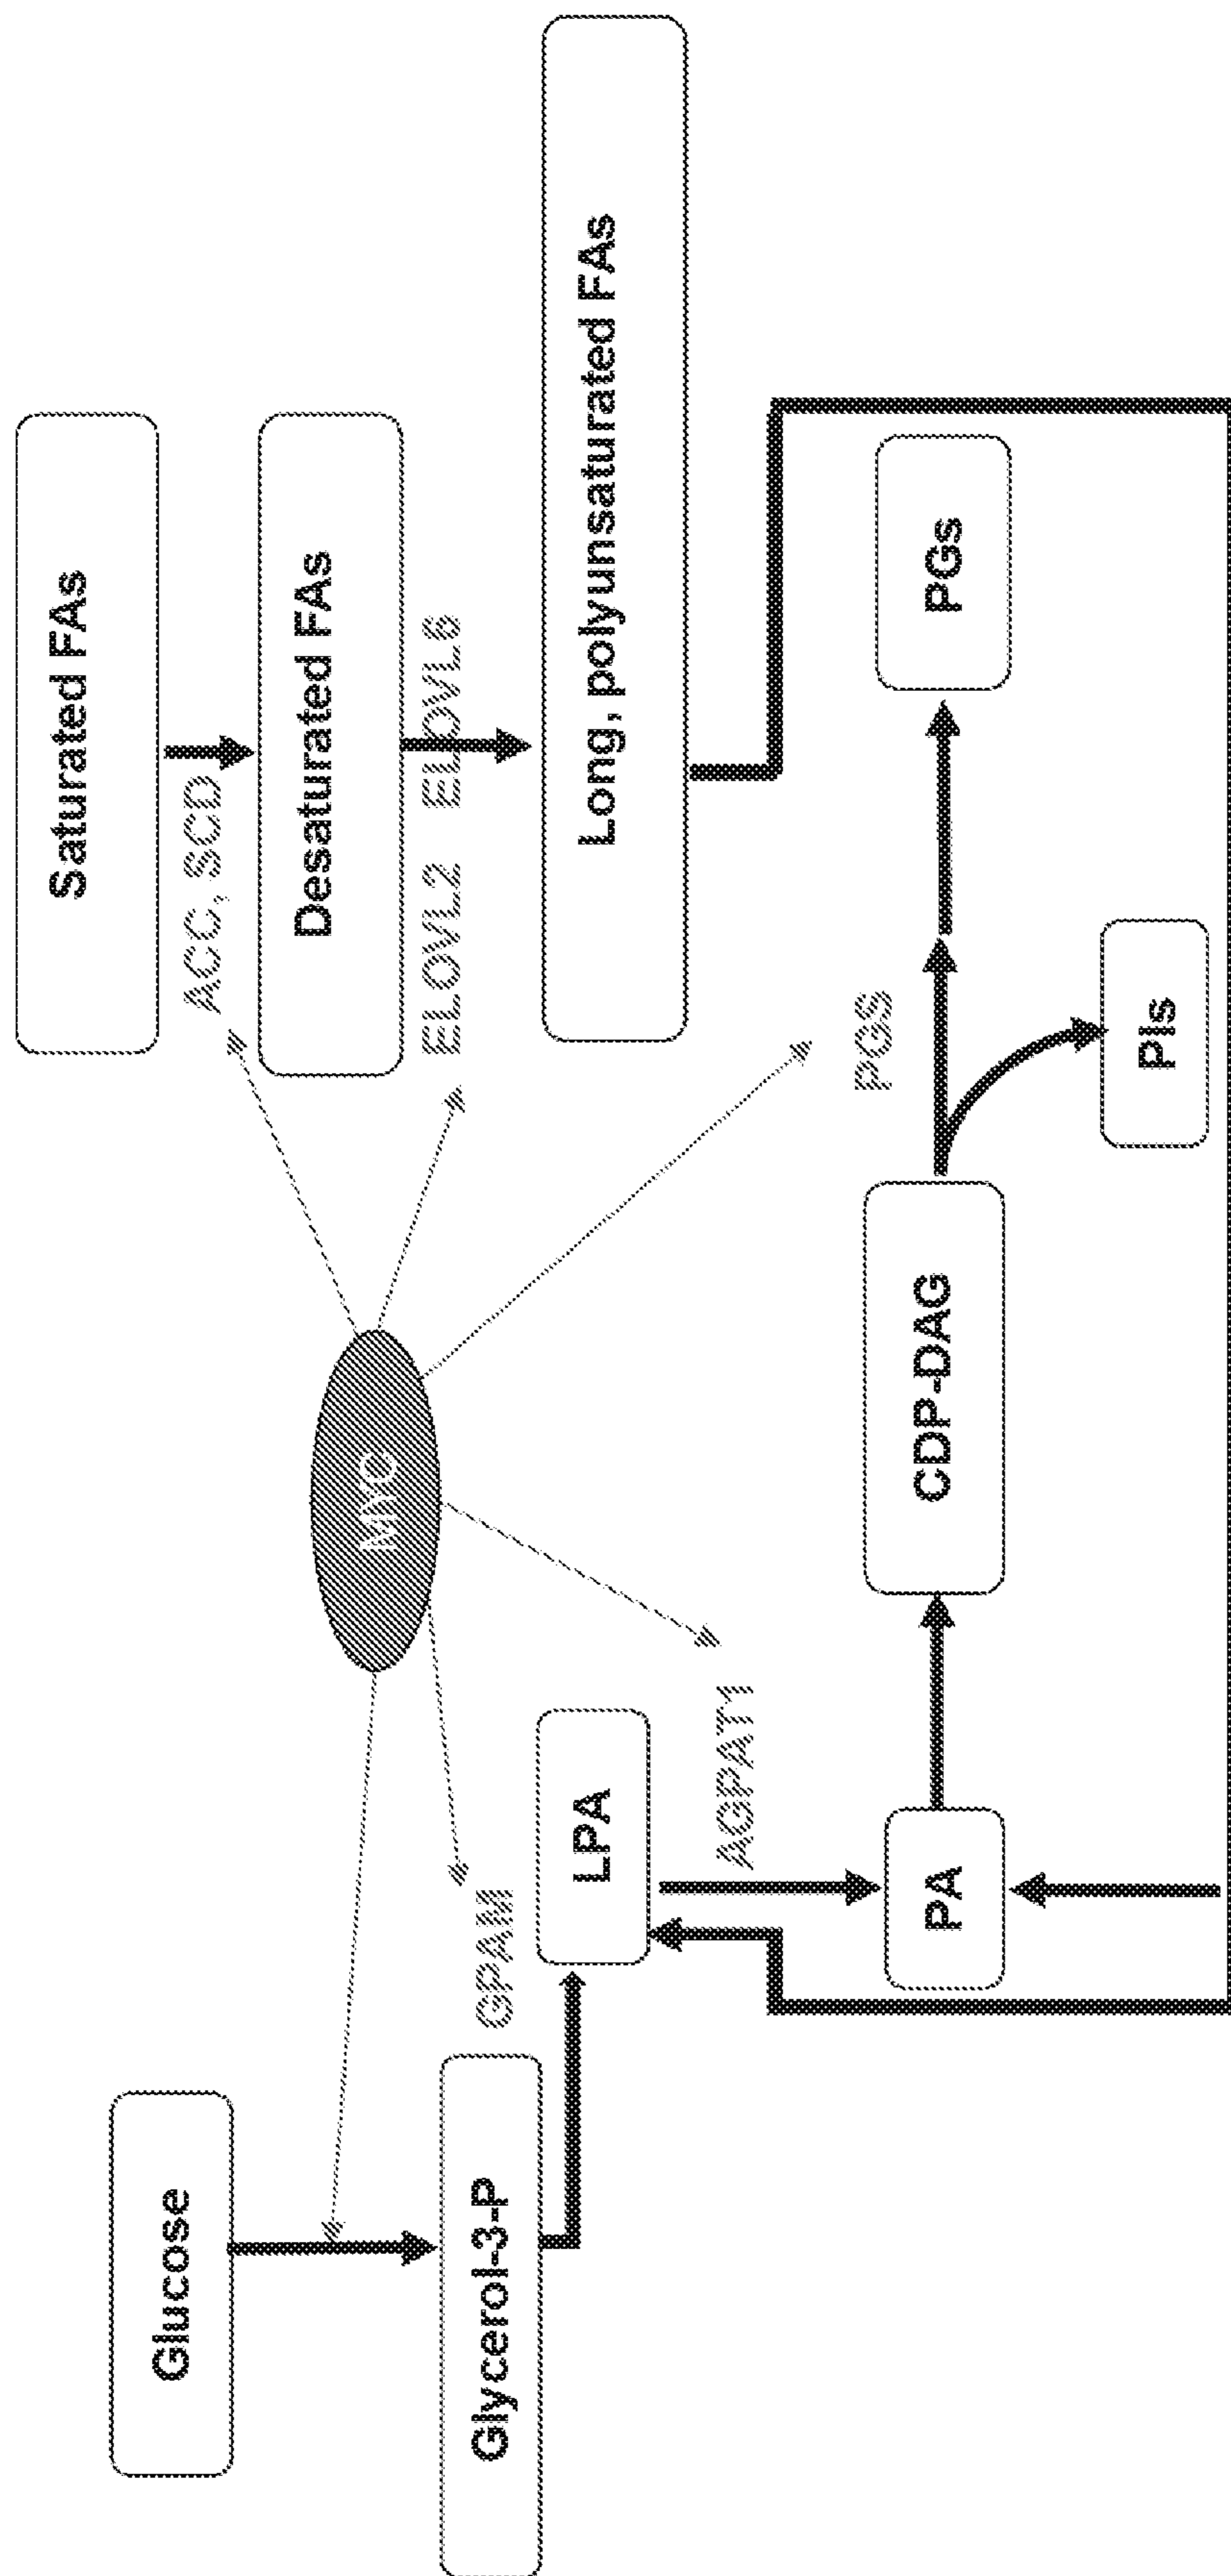 Saturated FAs
ACC, SCD
Desaturated FAs
ELOVL2 ELOVL6
Long, polyunsaturated FAs
MYC
Glucose
Glycerol-3-P
GPAM
LPA
AGPAT1
PA
CDP-DAG
PGS
PGs
PIs